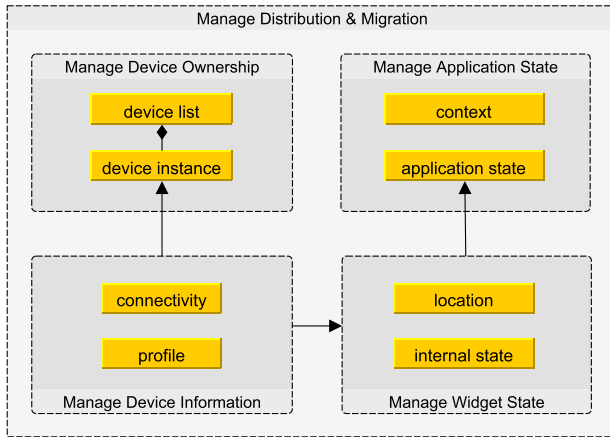 Manage Distribution & Migration
Manage Device Ownership
device list
device instance
Manage Application State
context
application state
connectivity
profile
Manage Device Information
location
internal state
Manage Widget State